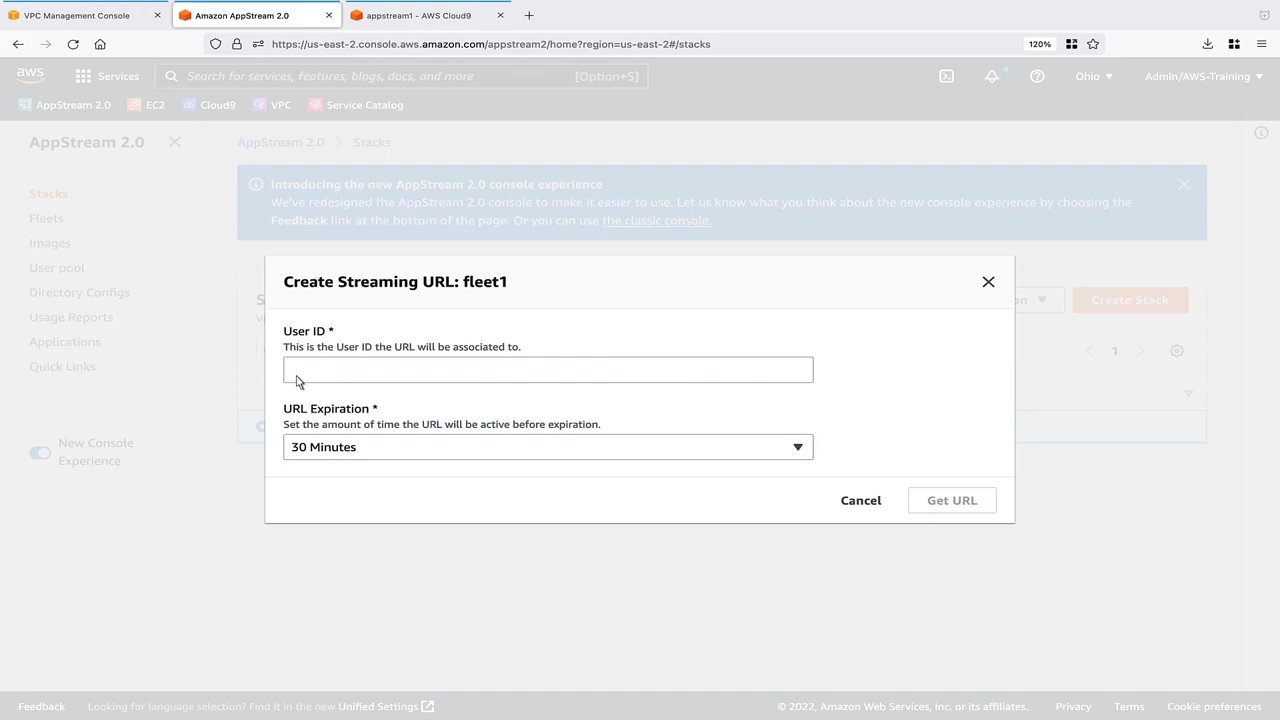 VPC Management Console
Amazon AppStream 2.0
appstream1 - AWS Cloud9
https://us-east-2.console.aws.amazon.com/appstream2/home?region=us-east-2#/stacks
120%
aws
Services
Search for services, features, blogs, docs, and more
[Option+S]
Ohio
Admin/AWS-Training
AppStream 2.0
EC2
Cloud9
VPC
Service Catalog
AppStream 2.0
Stacks
Fleets
Images
User pool
Directory Configs
Usage Reports
Applications
Quick Links
New Console
Experience
AppStream 2.0
Stacks
Introducing the new AppStream 2.0 console experience
We've redesigned the AppStream 2.0 console to make it easier to use. Let us know what you think about the new console experience by choosing the
Feedback link at the bottom of the page. Or you can use the classic console.
Create Stack
1
Create Streaming URL: fleet1
User ID *
This is the User ID the URL will be associated to.
URL Expiration *
Set the amount of time the URL will be active before expiration.
30 Minutes
Cancel
Get URL
Feedback
Looking for language selection? Find it in the new Unified Settings
© 2022, Amazon Web Services, Inc. or its affiliates.
Privacy
Terms
Cookie preferences